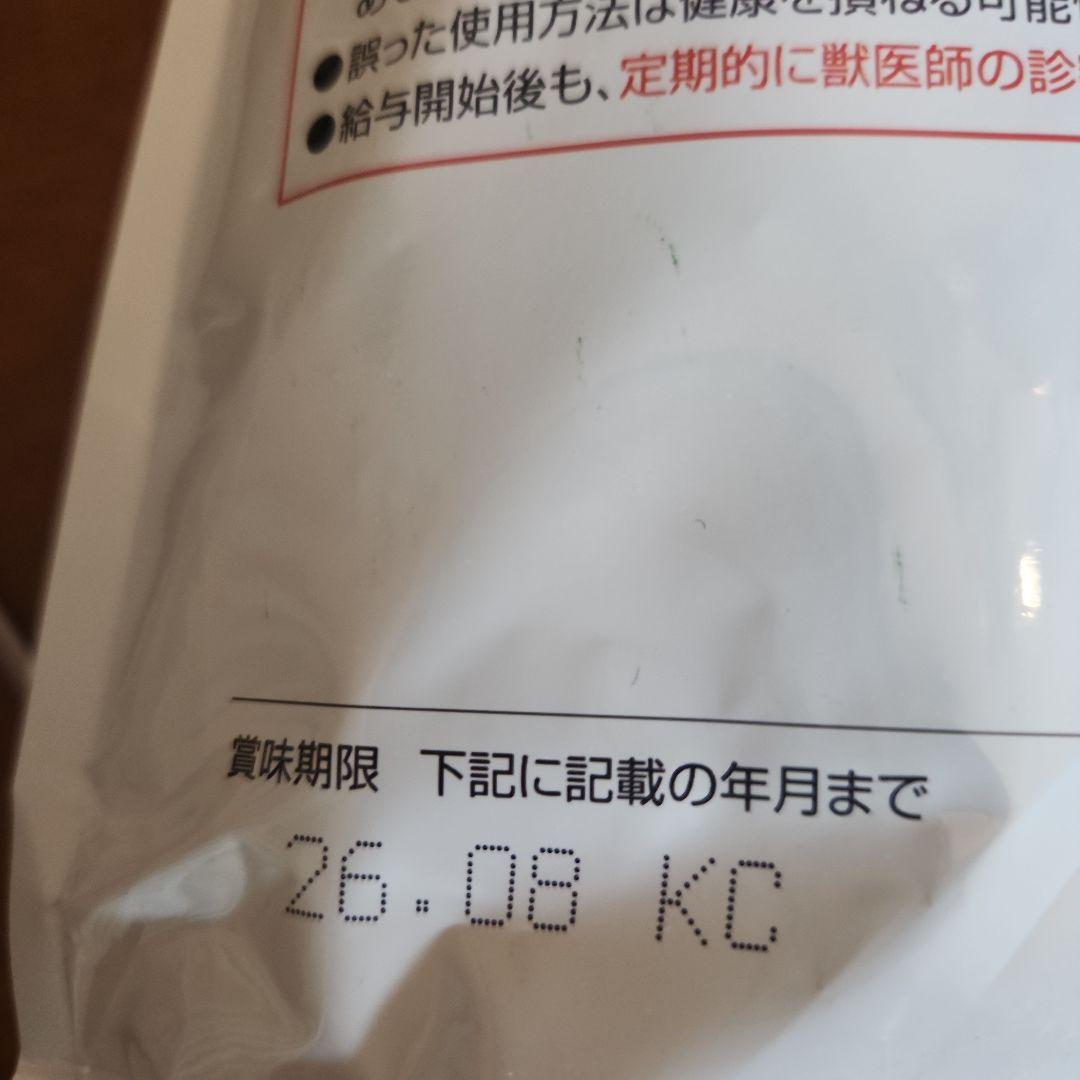 ●誤った使用方法は健康を損ねる可能
●給与開始後も、定期的に獣医師の診
賞味期限 下記に記載の年月まで
26.08 KC